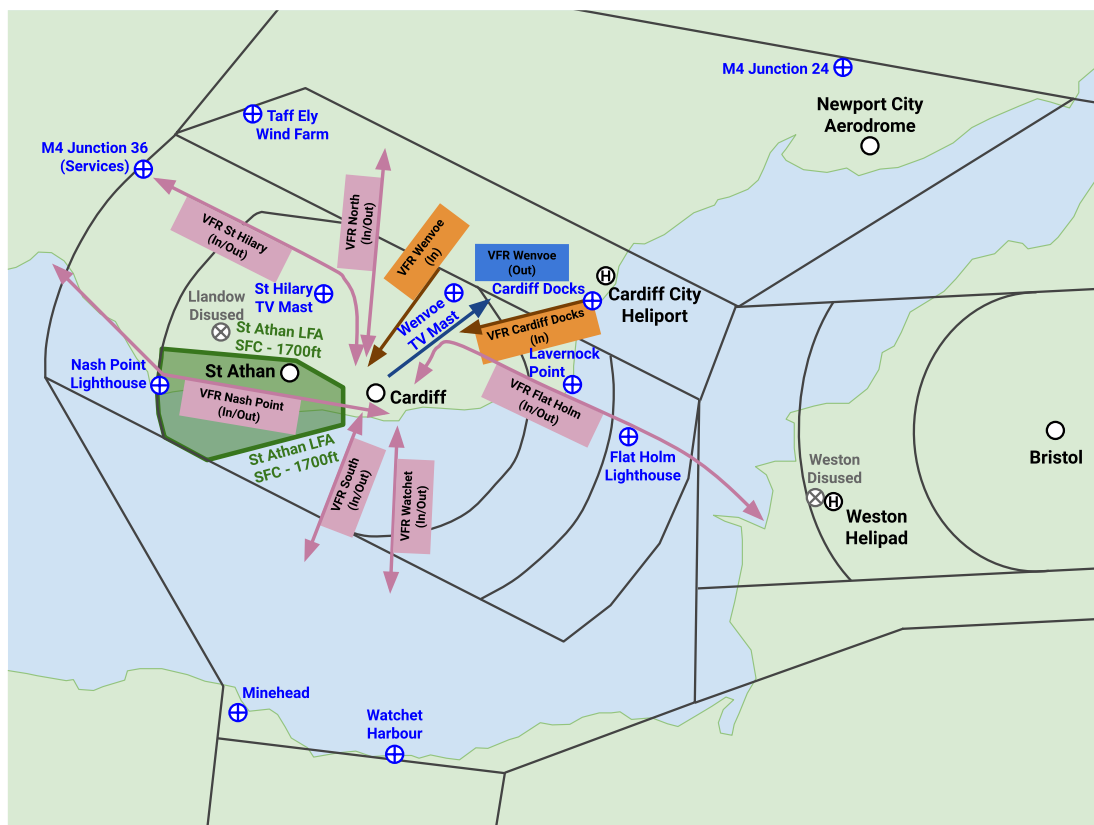 M4 Junction 24
Newport City
Aerodrome
Taff Ely
Wind Farm
M4 Junction 36
(Services)
VFR St Hilary
(In/Out)
VFR North
(In/Out)
VFR Wenvoe
(In)
VFR Wenvoe
(Out)
Cardiff Docks
H
Cardiff City
Heliport
St Hilary
TV Mast
Wenvoe
TV Mast
VFR Cardiff Docks
(In)
Llandow
Disused
St Athan LFA
SFC - 1700ft
Lavernock
Point
Nash Point
Lighthouse
St Athan
Cardiff
VFR Nash Point
(In/Out)
VFR Flat Holm
(In/Out)
St Athan LFA
SFC - 1700ft
VFR South
(In/Out)
VFR Watchet
(In/Out)
Flat Holm
Lighthouse
Weston
Disused
H
Weston
Helipad
Bristol
Minehead
Watchet
Harbour